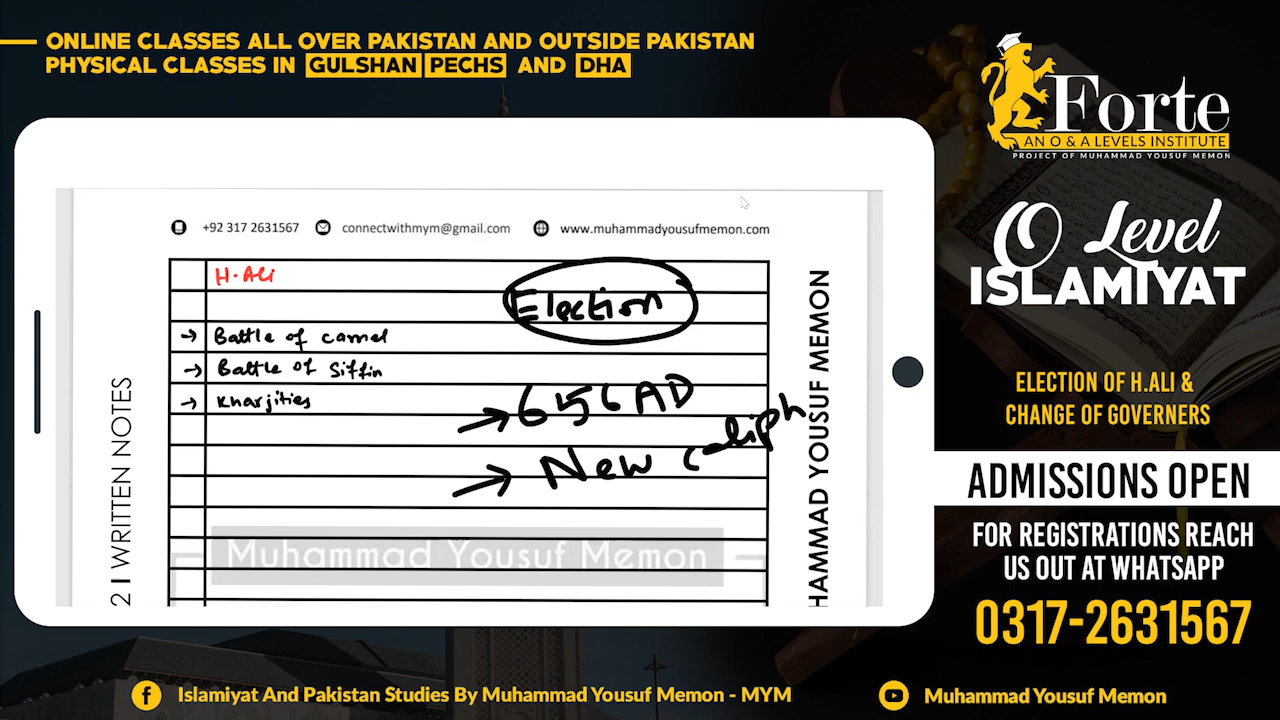 ONLINE CLASSES ALL OVER PAKISTAN AND OUTSIDE PAKISTAN
PHYSICAL CLASSES IN GULSHAN PECHS AND DHA
Forte
AN O & A LEVELS INSTITUTE
PROJECT OF MUHAMMAD YOUSUF MEMON
+92 317 2631567 connectwithmym@gmail.com www.muhammadyousufmemon.com
H.Ali
Election
→ Battle of camel
→ Battle of Siffin
→ Kharjities
→ 656 AD
→ New caliph
Muhammad Yousuf Memon
2 I WRITTEN NOTES
HAMMAD YOUSUF MEMON
O Level
ISLAMIYAT
ELECTION OF H.ALI &
CHANGE OF GOVERNERS
ADMISSIONS OPEN
FOR REGISTRATIONS REACH
US OUT AT WHATSAPP
0317-2631567
Islamiyat And Pakistan Studies By Muhammad Yousuf Memon - MYM
Muhammad Yousuf Memon